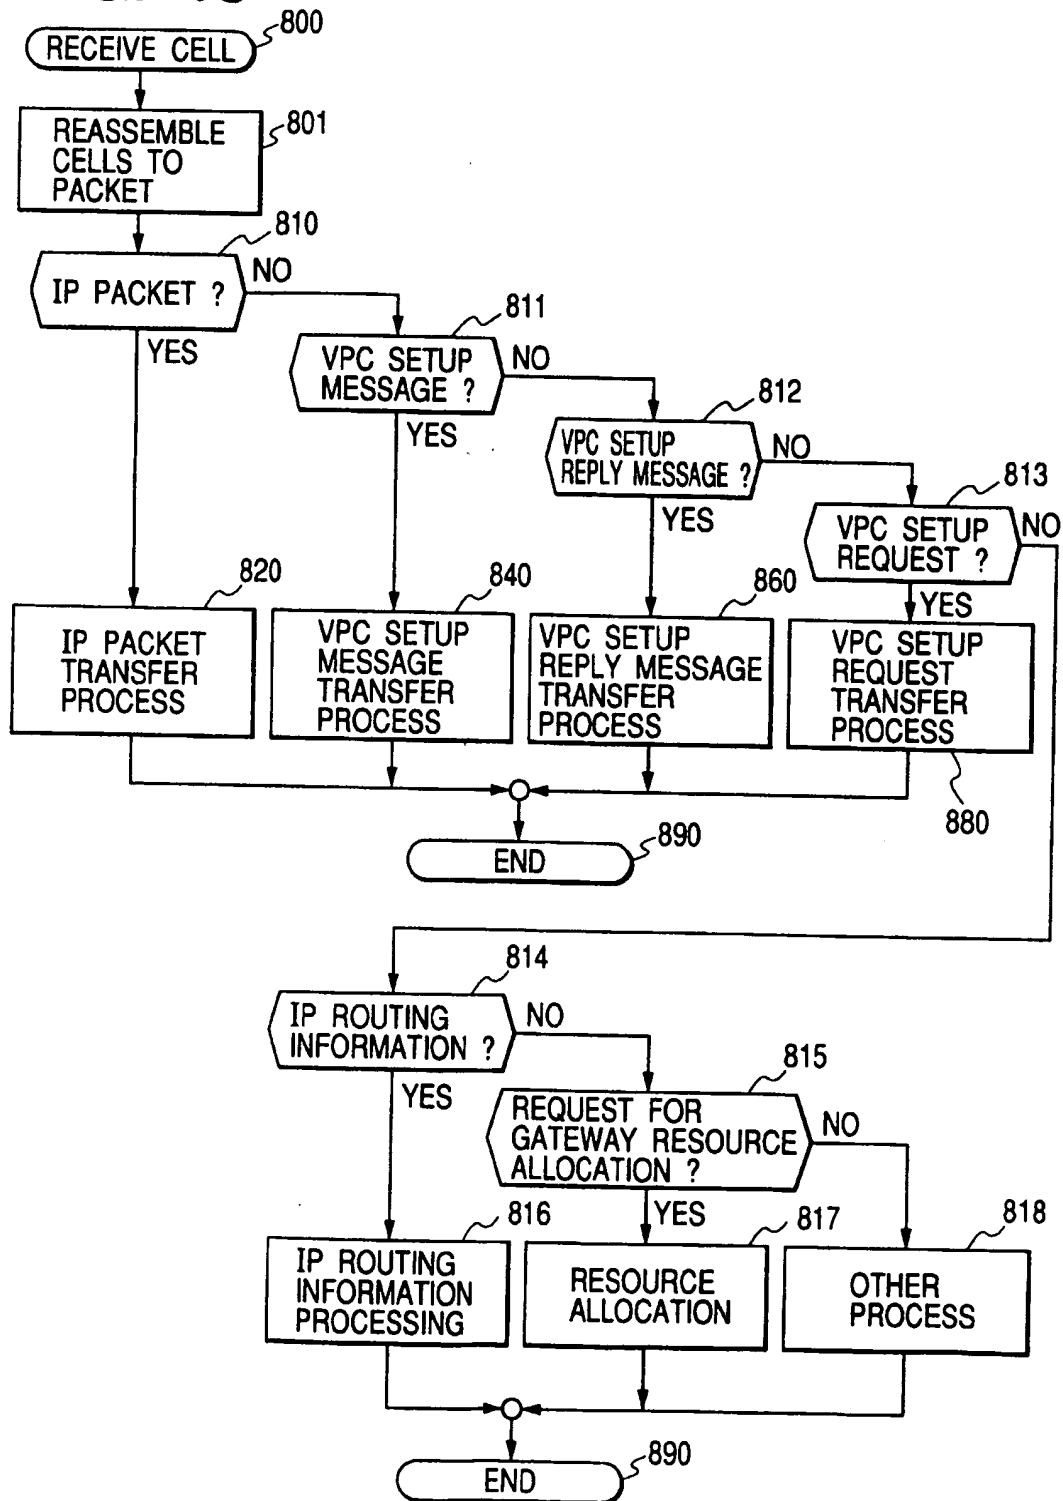 800
RECEIVE CELL
801
REASSEMBLE
CELLS TO
PACKET
810
IP PACKET ?
NO
YES
811
VPC SETUP
MESSAGE ?
NO
YES
812
VPC SETUP
REPLY MESSAGE ?
NO
YES
813
VPC SETUP
REQUEST ?
NO
YES
820
IP PACKET
TRANSFER
PROCESS
840
VPC SETUP
MESSAGE
TRANSFER
PROCESS
860
VPC SETUP
REPLY MESSAGE
TRANSFER
PROCESS
VPC SETUP
REQUEST
TRANSFER
PROCESS
880
890
END
814
IP ROUTING
INFORMATION ?
NO
YES
815
REQUEST FOR
GATEWAY RESOURCE
ALLOCATION ?
NO
YES
816
IP ROUTING
INFORMATION
PROCESSING
817
RESOURCE
ALLOCATION
818
OTHER
PROCESS
890
END